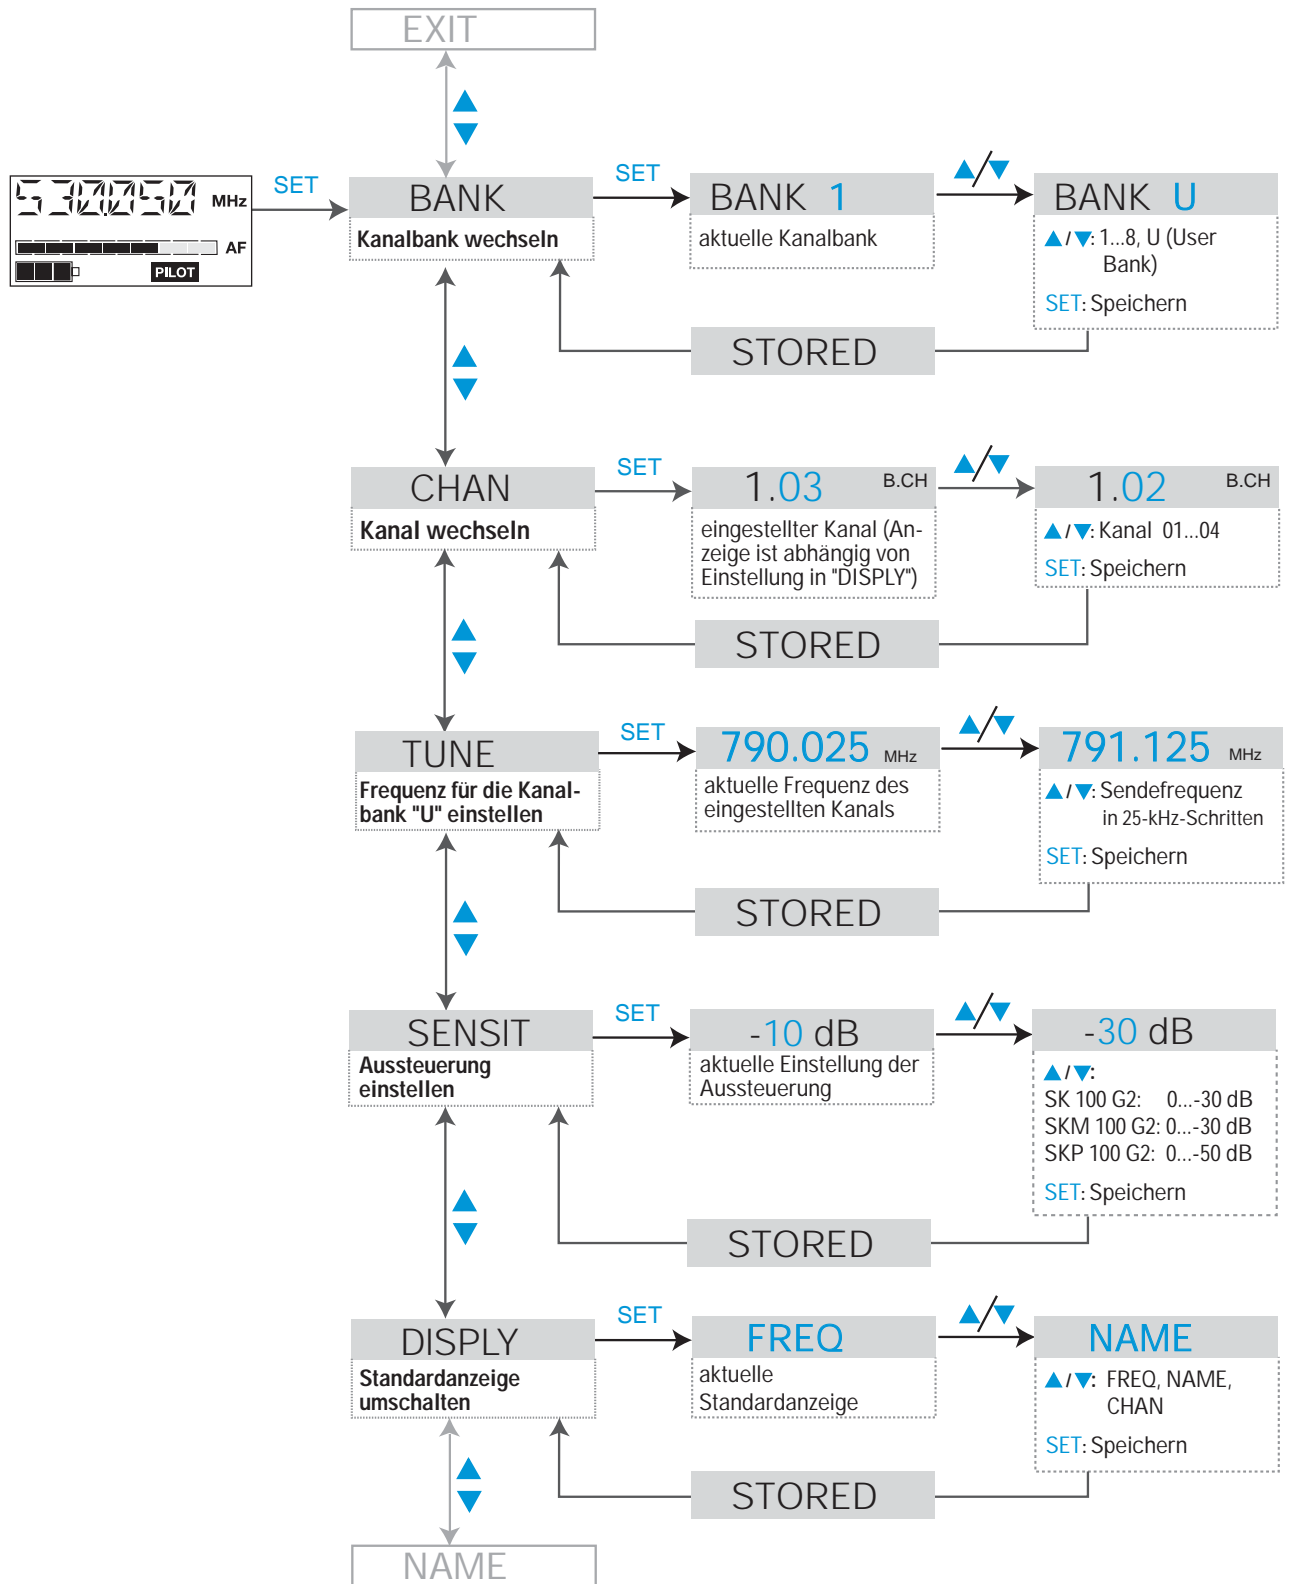 EXIT
530.050 MHz
AF
PILOT
SET
BANK
Kanalbank wechseln
SET
BANK 1
aktuelle Kanalbank
▲/▼
BANK U
▲/▼: 1...8, U (User
Bank)
SET: Speichern
STORED
CHAN
Kanal wechseln
SET
1.03 B.CH
eingestellter Kanal (An-
zeige ist abhängig von
Einstellung in "DISPLY")
▲/▼
1.02 B.CH
▲/▼: Kanal 01...04
SET: Speichern
STORED
TUNE
Frequenz für die Kanal-
bank "U" einstellen
SET
790.025 MHz
aktuelle Frequenz des
eingestellten Kanals
▲/▼
791.125 MHz
▲/▼: Sendefrequenz
in 25-kHz-Schritten
SET: Speichern
STORED
SENSIT
Aussteuerung
einstellen
SET
-10 dB
aktuelle Einstellung der
Aussteuerung
▲/▼
-30 dB
▲/▼:
SK 100 G2: 0...-30 dB
SKM 100 G2: 0...-30 dB
SKP 100 G2: 0...-50 dB
SET: Speichern
STORED
DISPLY
Standardanzeige
umschalten
SET
FREQ
aktuelle
Standardanzeige
▲/▼
NAME
▲/▼: FREQ, NAME,
CHAN
SET: Speichern
STORED
NAME